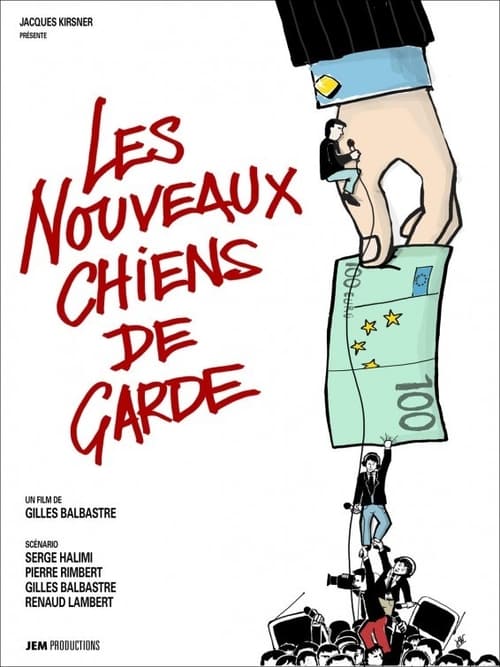 JACQUES KIRSNER
PRÉSENTE
LES
NOUVEAUX
CHIENS
DE
GARDE
100 EURO
100
UN FILM DE
GILLES BALBASTRE
SCÉNARIO
SERGE HALIMI
PIERRE RIMBERT
GILLES BALBASTRE
RENAUD LAMBERT
JEM PRODUCTIONS